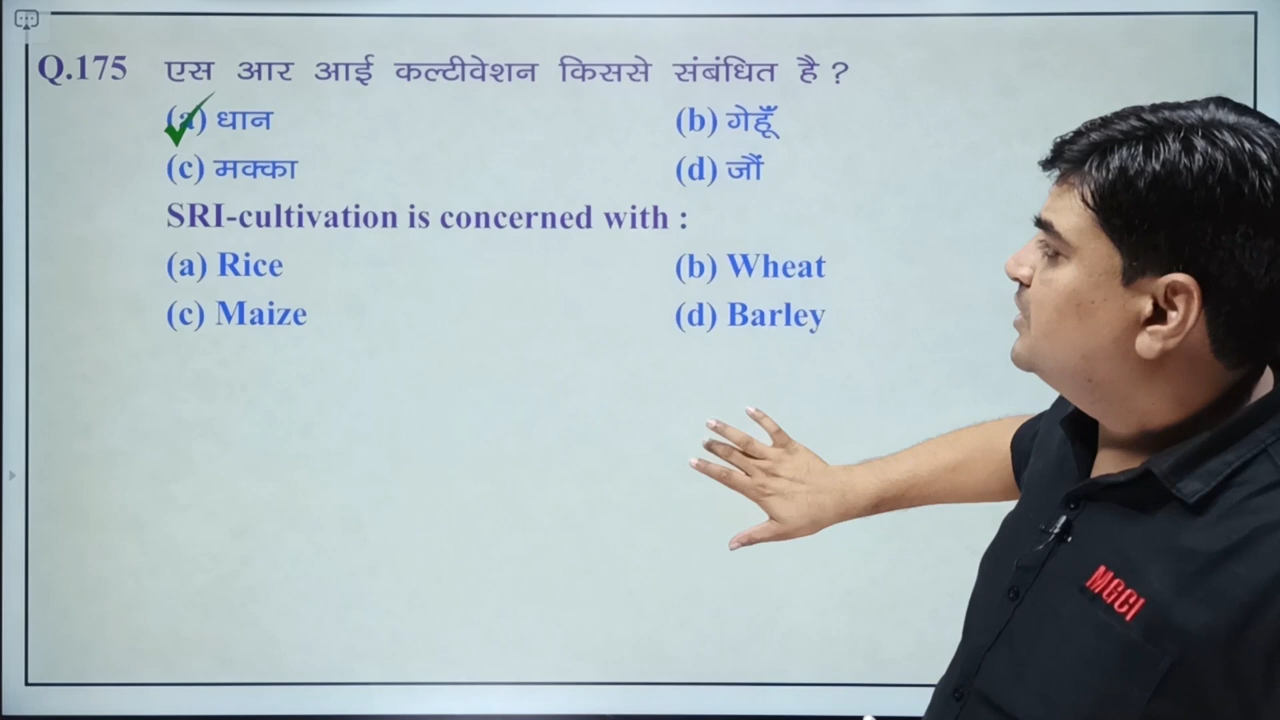 Q.175 एस आर आई कल्टीवेशन किससे संबंधित है ?
(a) धान (b) गेहूँ
(c) मक्का (d) जौं
SRI-cultivation is concerned with :
(a) Rice (b) Wheat
(c) Maize (d) Barley
MGCI